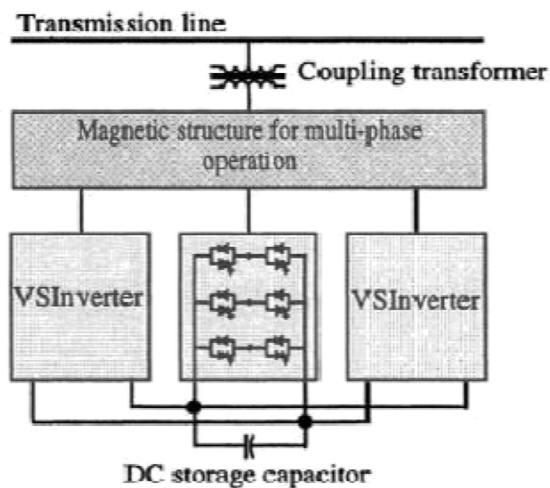 Transmission line
Coupling transformer
Magnetic structure for multi-phase
operation
VSInverter
VSInverter
DC storage capacitor